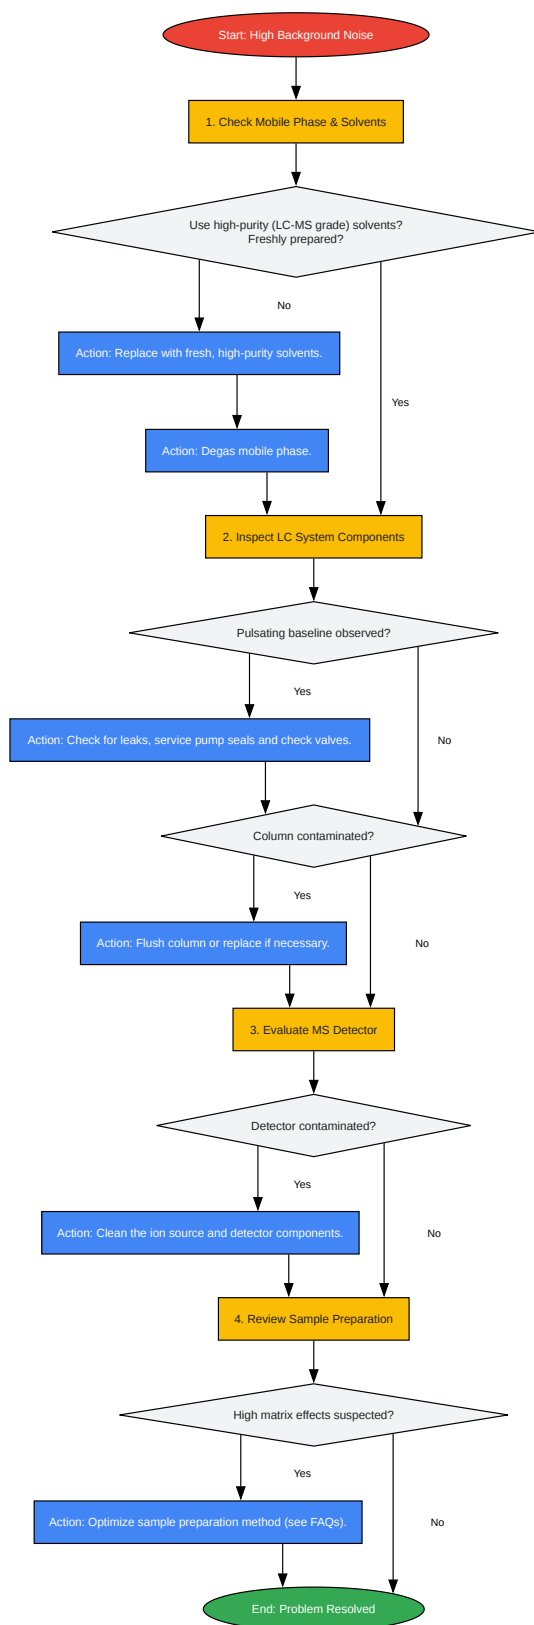 Start: High Background Noise
1. Check Mobile Phase & Solvents
Use high-purity (LC-MS grade) solvents?
Freshly prepared?
No
Action: Replace with fresh, high-purity solvents.
Yes
Action: Degas mobile phase.
2. Inspect LC System Components
Pulsating baseline observed?
Yes
Action: Check for leaks, service pump seals and check valves.
No
Column contaminated?
Yes
Action: Flush column or replace if necessary.
No
3. Evaluate MS Detector
Detector contaminated?
Yes
Action: Clean the ion source and detector components.
No
4. Review Sample Preparation
High matrix effects suspected?
Yes
Action: Optimize sample preparation method (see FAQs).
No
End: Problem Resolved